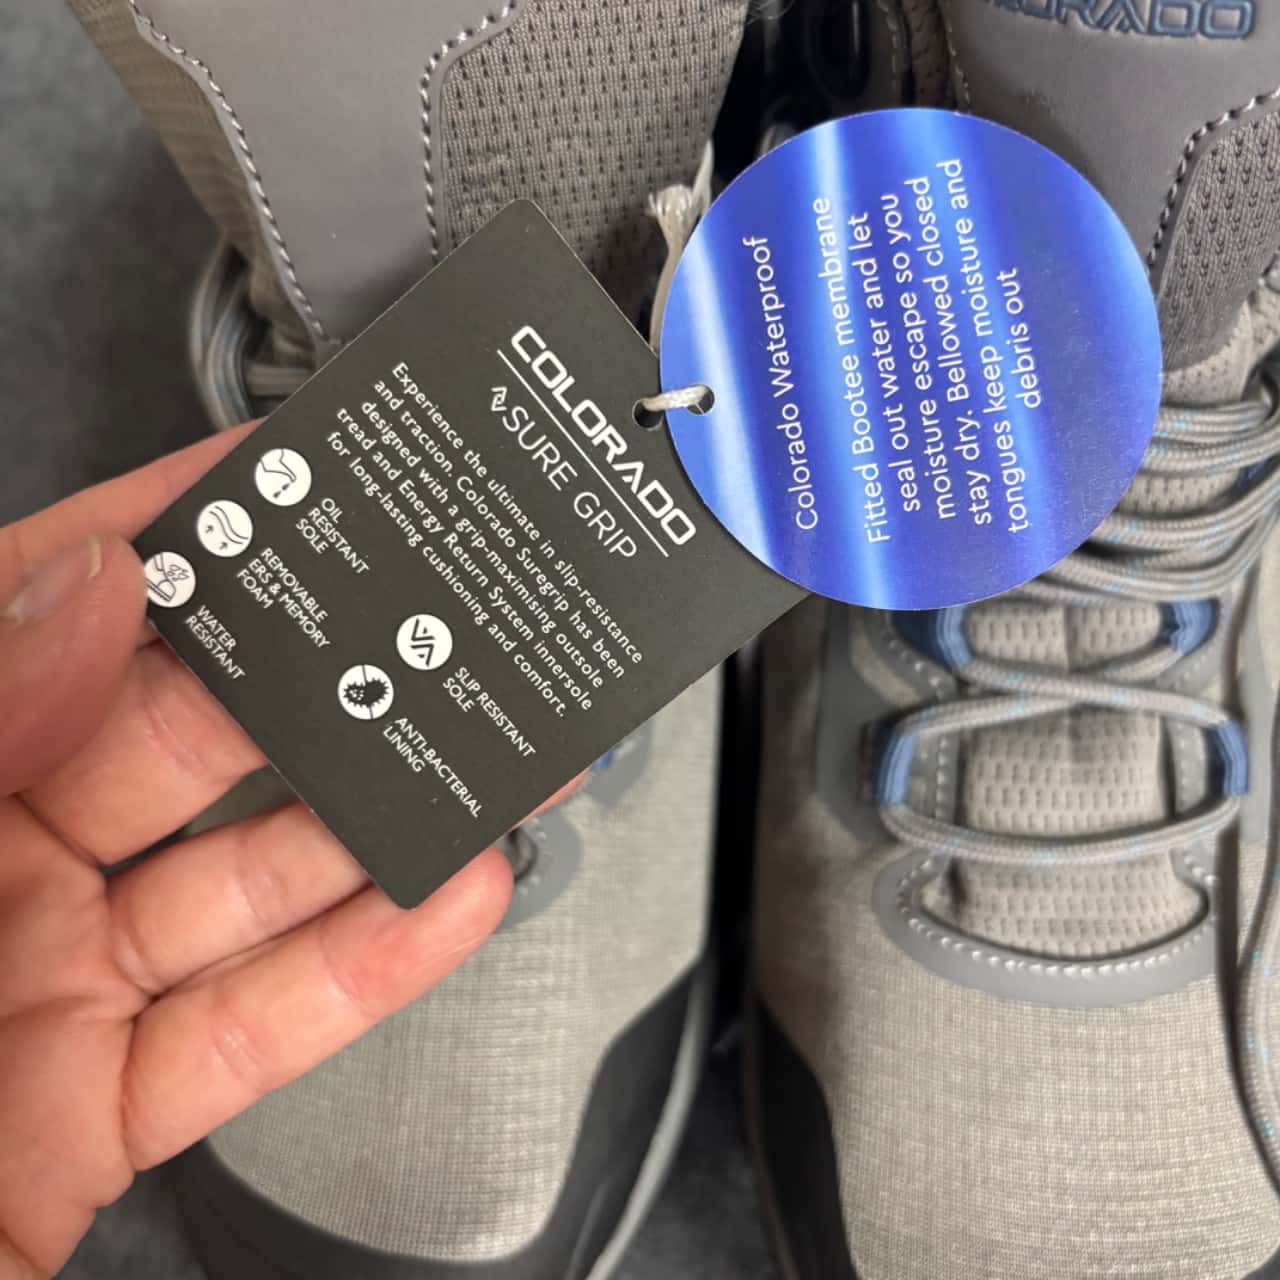 COLORADO
SURE GRIP
Experience the ultimate in slip-resistance
and traction. Colorado Suregrip has been
designed with a grip-maximising outsole
tread and Energy Return System innersole
for long-lasting cushioning and comfort.
OIL
RESISTANT
SOLE
SLIP RESISTANT
SOLE
REMOVABLE
ERS & MEMORY
FOAM
ANTI-BACTERIAL
LINING
WATER
RESISTANT
Colorado Waterproof
Fitted Bootee membrane
seal out water and let
moisture escape so you
stay dry. Bellowed closed
tongues keep moisture and
debris out
ORADO